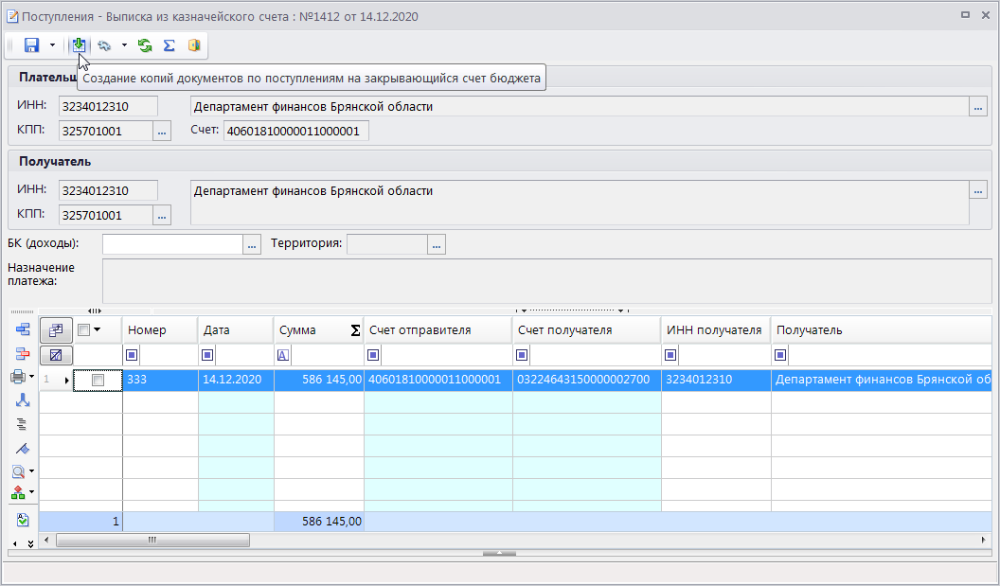 Поступления - Выписка из казначейского счета : №1412 от 14.12.2020
Создание копий документов по поступлениям на закрывающийся счет бюджета
Плательщ
ИНН: 3234012310 Департамент финансов Брянской области ...
КПП: 325701001 ... Счет: 40601810000011000001
Получатель
ИНН: 3234012310 Департамент финансов Брянской области ...
КПП: 325701001 ...
БК (доходы): ... Территория: ...
Назначение
платежа:
Номер Дата Сумма Σ Счет отправителя Счет получателя ИНН получателя Получатель
1 333 14.12.2020 586 145,00 40601810000011000001 03224643150000002700 3234012310 Департамент финансов Брянской об
1 586 145,00